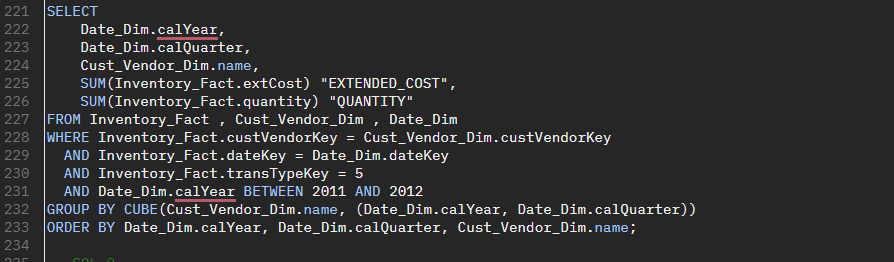 221 SELECT
222     Date_Dim.calYear,
223     Date_Dim.calQuarter,
224     Cust_Vendor_Dim.name,
225     SUM(Inventory_Fact.extCost) "EXTENDED_COST",
226     SUM(Inventory_Fact.quantity) "QUANTITY"
227 FROM Inventory_Fact , Cust_Vendor_Dim , Date_Dim
228 WHERE Inventory_Fact.custVendorKey = Cust_Vendor_Dim.custVendorKey
229   AND Inventory_Fact.dateKey = Date_Dim.dateKey
230   AND Inventory_Fact.transTypeKey = 5
231   AND Date_Dim.calYear BETWEEN 2011 AND 2012
232 GROUP BY CUBE(Cust_Vendor_Dim.name, (Date_Dim.calYear, Date_Dim.calQuarter))
233 ORDER BY Date_Dim.calYear, Date_Dim.calQuarter, Cust_Vendor_Dim.name;
234